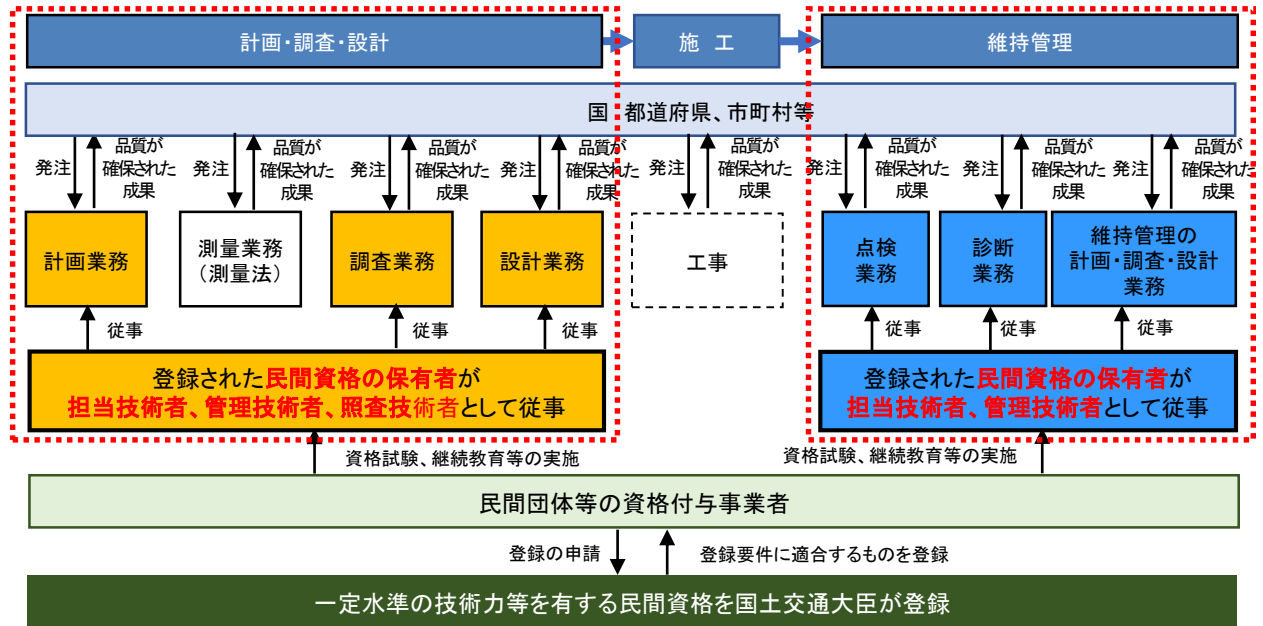 計画・調査・設計
施 工
維持管理
国 都道府県、市町村等
発注
品質が
確保された
成果
発注
品質が
確保された
成果
発注
品質が
確保された
成果
発注
品質が
確保された
成果
発注
品質が
確保された
成果
発注
品質が
確保された
成果
発注
品質が
確保された
成果
発注
品質が
確保された
成果
計画業務
測量業務
(測量法)
調査業務
設計業務
工事
点検
業務
診断
業務
維持管理の
計画・調査・設計
業務
従事
従事
従事
従事
従事
従事
登録された民間資格の保有者が
担当技術者、管理技術者、照査技術者として従事
登録された民間資格の保有者が
担当技術者、管理技術者として従事
資格試験、継続教育等の実施
資格試験、継続教育等の実施
民間団体等の資格付与事業者
登録の申請
登録要件に適合するものを登録
一定水準の技術力等を有する民間資格を国土交通大臣が登録